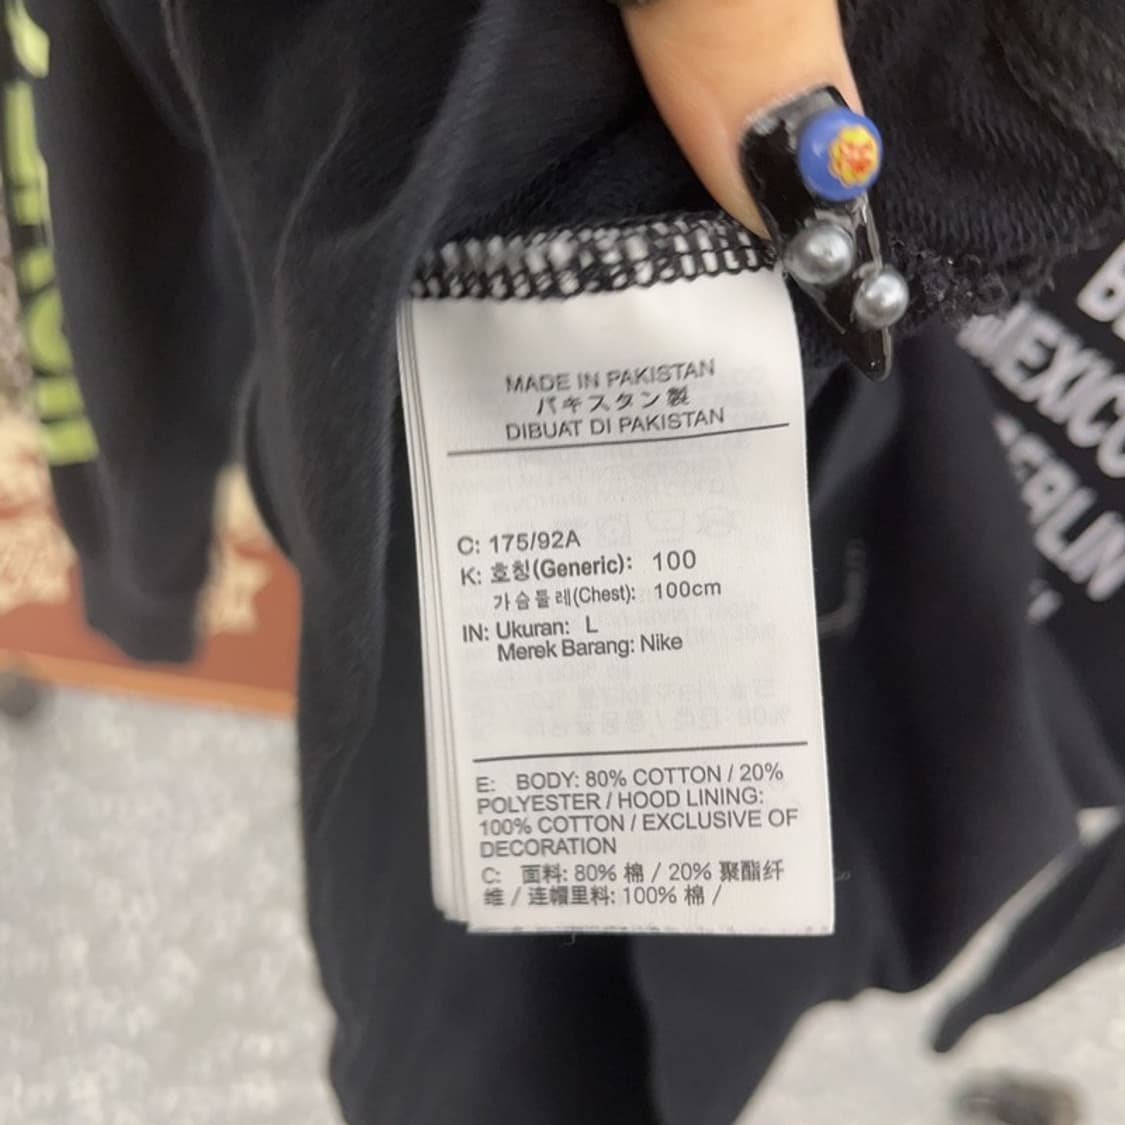 MADE IN PAKISTAN
パキスタン製
DIBUAT DI PAKISTAN
C: 175/92A
K: 호칭(Generic): 100
가슴둘레(Chest): 100cm
IN: Ukuran: L
Merek Barang: Nike
E: BODY: 80% COTTON / 20%
POLYESTER / HOOD LINING:
100% COTTON / EXCLUSIVE OF
DECORATION
C: 面料: 80% 棉 / 20% 聚酯纤
维 / 连帽里料: 100% 棉 /
MEXICO
BERLIN